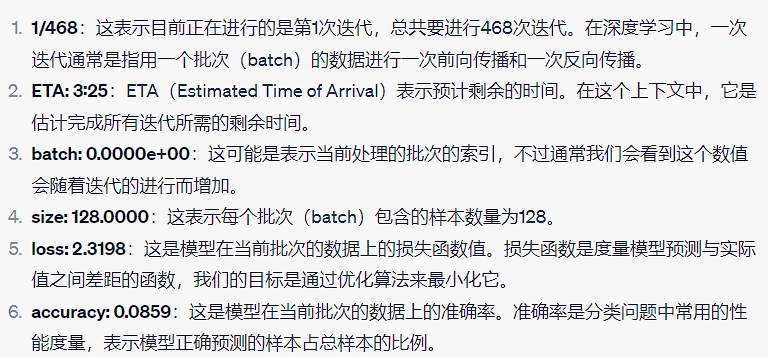 1. 1/468：这表示目前正在进行的是第1次迭代，总共要进行468次迭代。在深度学习中，一次
迭代通常是指用一个批次（batch）的数据进行一次前向传播和一次反向传播。
2. ETA: 3:25：ETA（Estimated Time of Arrival）表示预计剩余的时间。在这个上下文中，它是
估计完成所有迭代所需的剩余时间。
3. batch: 0.0000e+00：这可能是表示当前处理的批次的索引，不过通常我们会看到这个数值
会随着迭代的进行而增加。
4. size: 128.0000：这表示每个批次（batch）包含的样本数量为128。
5. loss: 2.3198：这是模型在当前批次的数据上的损失函数值。损失函数是度量模型预测与实际
值之间差距的函数，我们的目标是通过优化算法来最小化它。
6. accuracy: 0.0859：这是模型在当前批次的数据上的准确率。准确率是分类问题中常用的性
能度量，表示模型正确预测的样本占总样本的比例。